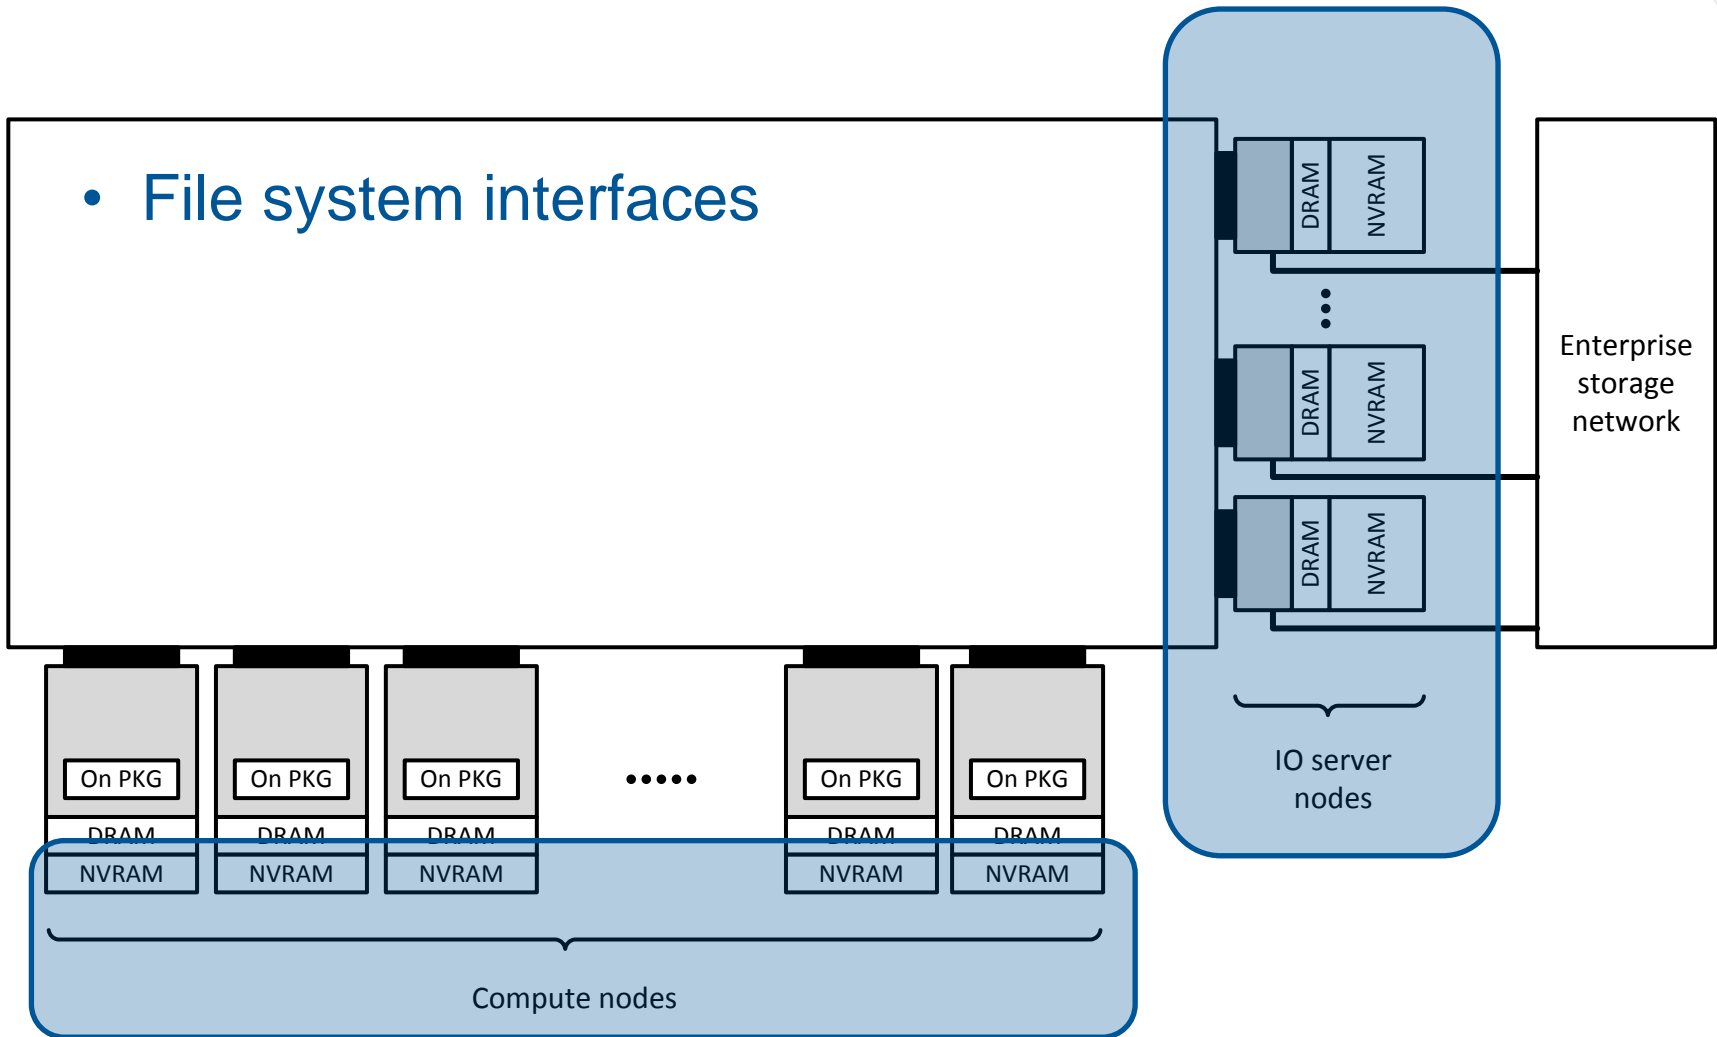 • File system interfaces
DRAM
NVRAM
DRAM
NVRAM
DRAM
NVRAM
Enterprise
storage
network
IO server
nodes
On PKG
On PKG
On PKG
On PKG
On PKG
DRAM
DRAM
DRAM
DRAM
DRAM
NVRAM
NVRAM
NVRAM
NVRAM
NVRAM
Compute nodes